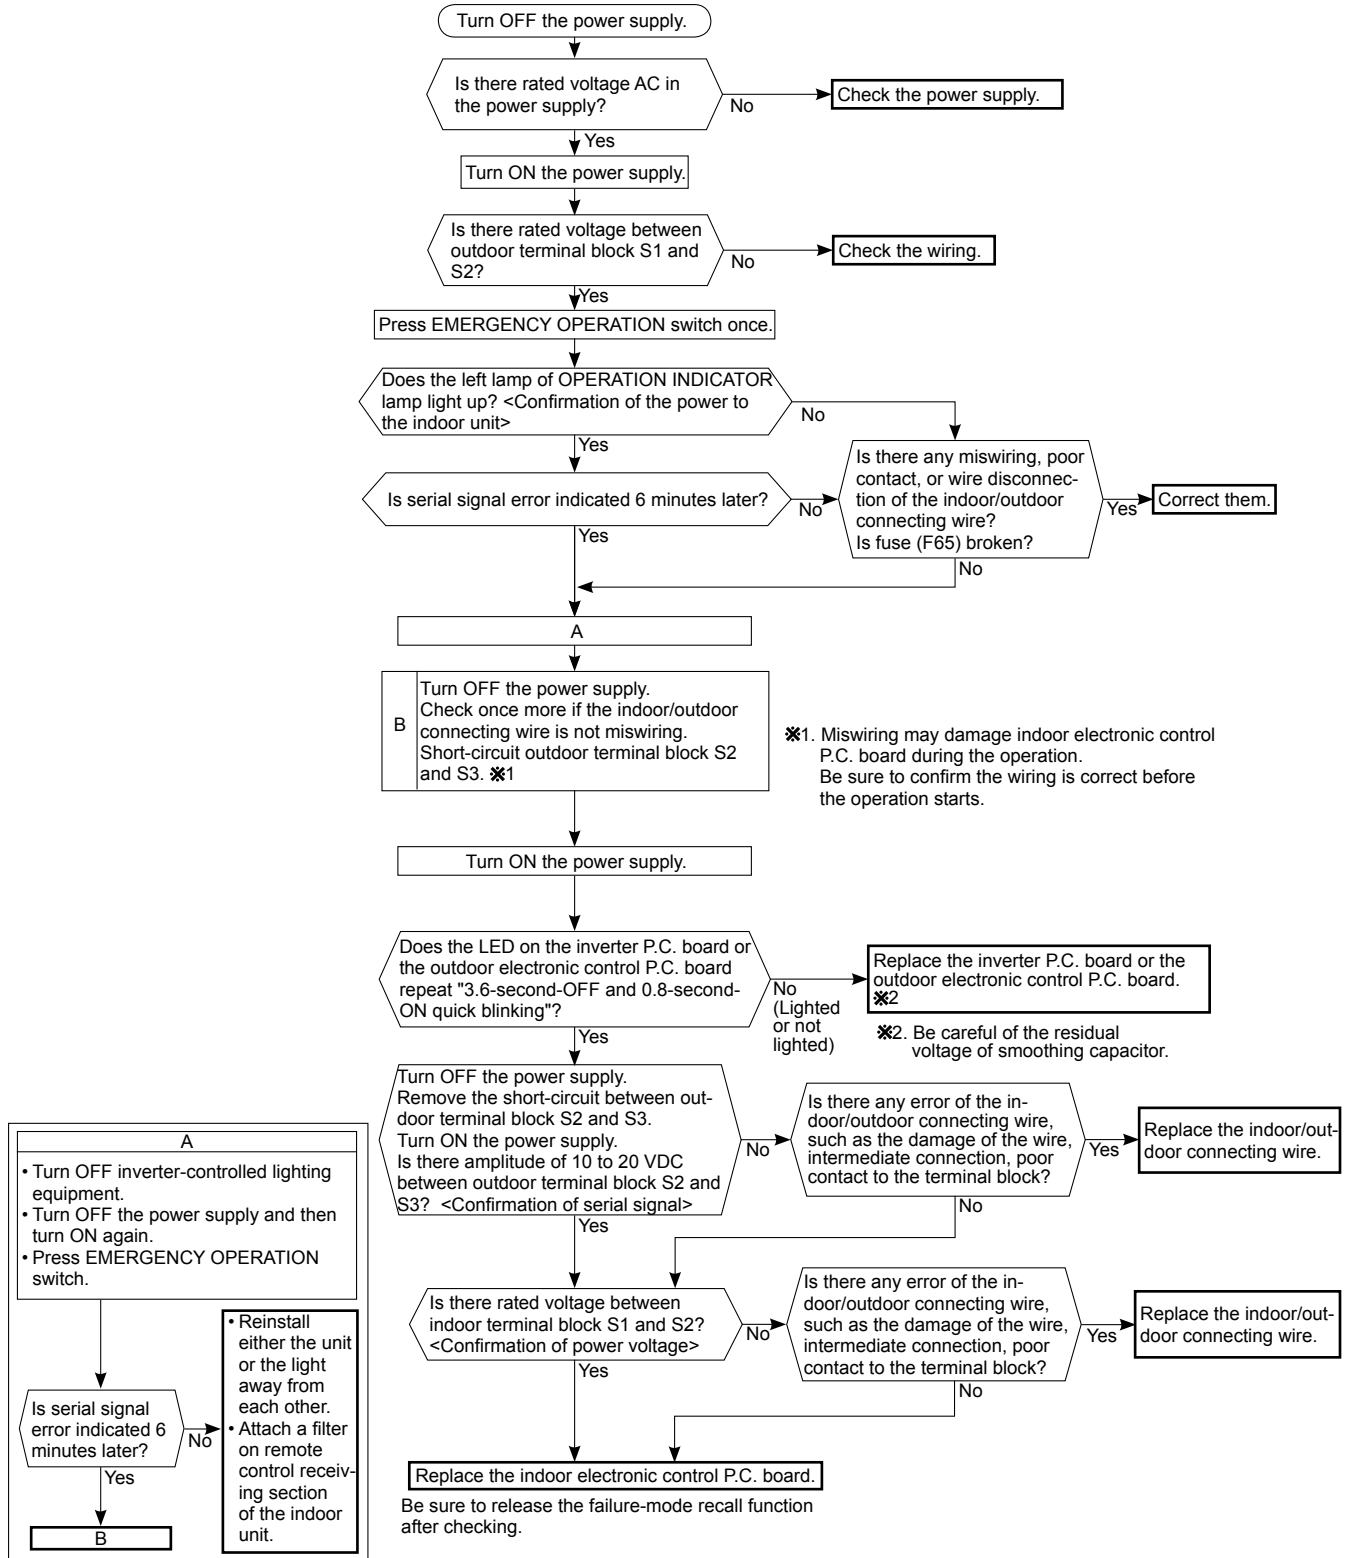 Turn OFF the power supply.
Is there rated voltage AC in
the power supply?
No
Check the power supply.
Yes
Turn ON the power supply.
Is there rated voltage between
outdoor terminal block S1 and
S2?
No
Check the wiring.
Yes
Press EMERGENCY OPERATION switch once.
Does the left lamp of OPERATION INDICATOR
lamp light up? <Confirmation of the power to
the indoor unit>
No
Yes
Is serial signal error indicated 6 minutes later?
No
Is there any miswiring, poor
contact, or wire disconnec-
tion of the indoor/outdoor
connecting wire?
Is fuse (F65) broken?
Yes
Correct them.
Yes
No
A
B
Turn OFF the power supply.
Check once more if the indoor/outdoor
connecting wire is not miswiring.
Short-circuit outdoor terminal block S2
and S3. ※1
※1. Miswiring may damage indoor electronic control
P.C. board during the operation.
Be sure to confirm the wiring is correct before
the operation starts.
Turn ON the power supply.
Does the LED on the inverter P.C. board or
the outdoor electronic control P.C. board
repeat "3.6-second-OFF and 0.8-second-
ON quick blinking"?
No
(Lighted
or not
lighted)
Replace the inverter P.C. board or the
outdoor electronic control P.C. board.
※2
※2. Be careful of the residual
voltage of smoothing capacitor.
Yes
Turn OFF the power supply.
Remove the short-circuit between out-
door terminal block S2 and S3.
Turn ON the power supply.
Is there amplitude of 10 to 20 VDC
between outdoor terminal block S2 and
S3? <Confirmation of serial signal>
No
Is there any error of the in-
door/outdoor connecting wire,
such as the damage of the wire,
intermediate connection, poor
contact to the terminal block?
Yes
Replace the indoor/out-
door connecting wire.
Yes
No
Is there rated voltage between
indoor terminal block S1 and S2?
<Confirmation of power voltage>
No
Is there any error of the in-
door/outdoor connecting wire,
such as the damage of the wire,
intermediate connection, poor
contact to the terminal block?
Yes
Replace the indoor/out-
door connecting wire.
Yes
No
Replace the indoor electronic control P.C. board.
Be sure to release the failure-mode recall function
after checking.
A
• Turn OFF inverter-controlled lighting
equipment.
• Turn OFF the power supply and then
turn ON again.
• Press EMERGENCY OPERATION
switch.
Is serial signal
error indicated 6
minutes later?
No
• Reinstall
either the unit
or the light
away from
each other.
• Attach a filter
on remote
control receiv-
ing section
of the indoor
unit.
Yes
B